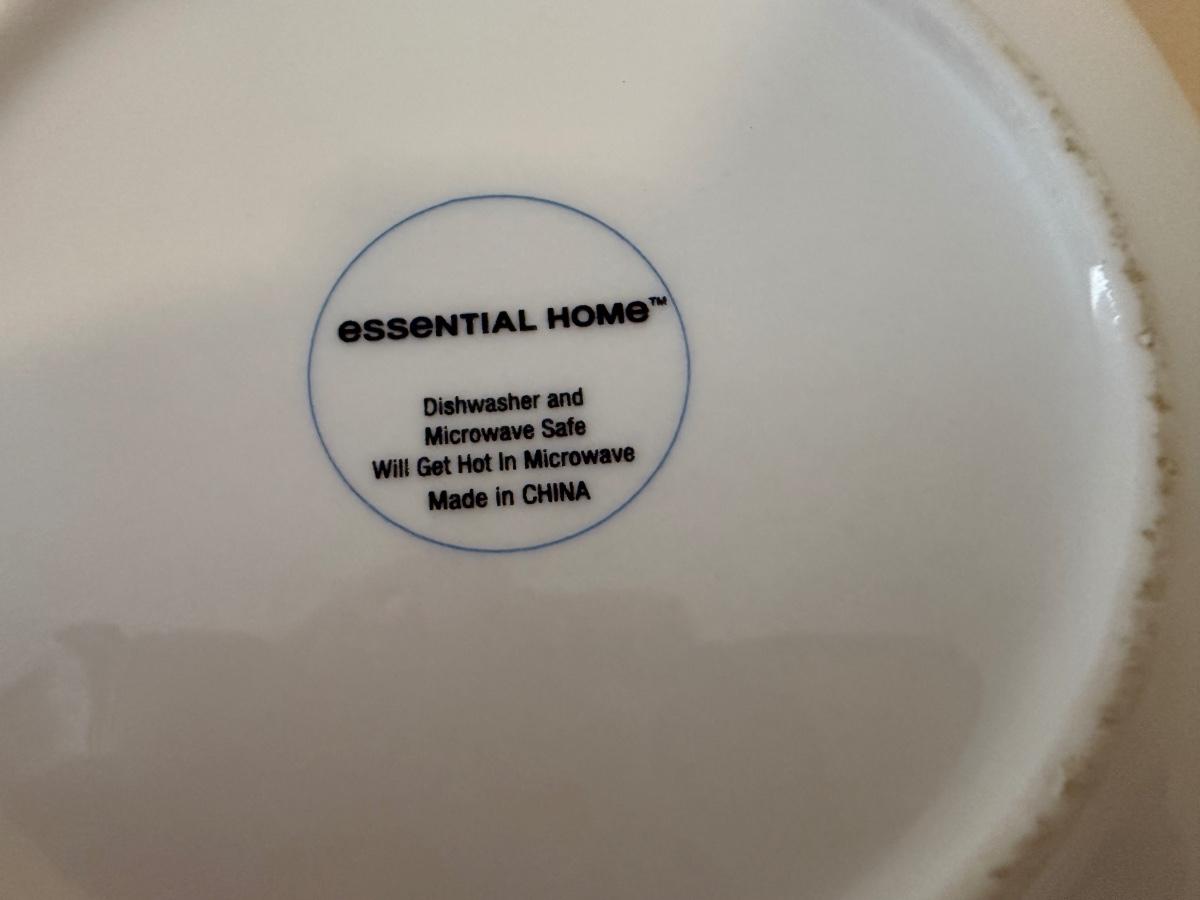 essenTIAL HOMe™
Dishwasher and
Microwave Safe
Will Get Hot In Microwave
Made in CHINA